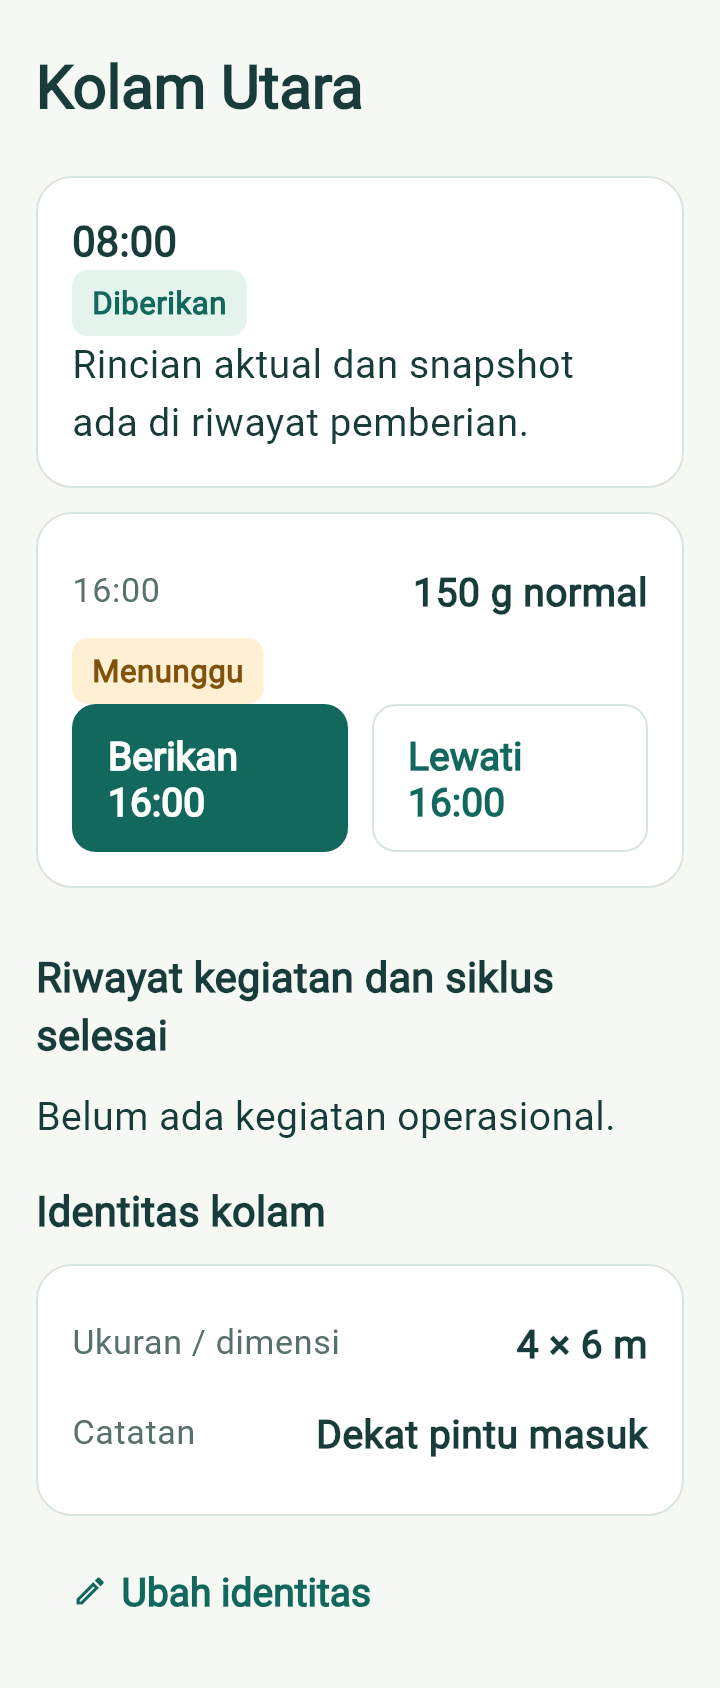 Kolam Utara
08:00
Diberikan
Rincian aktual dan snapshot
ada di riwayat pemberian.
16:00 150 g normal
Menunggu
Berikan
16:00
Lewati
16:00
Riwayat kegiatan dan siklus
selesai
Belum ada kegiatan operasional.
Identitas kolam
Ukuran / dimensi 4 × 6 m
Catatan Dekat pintu masuk
Ubah identitas